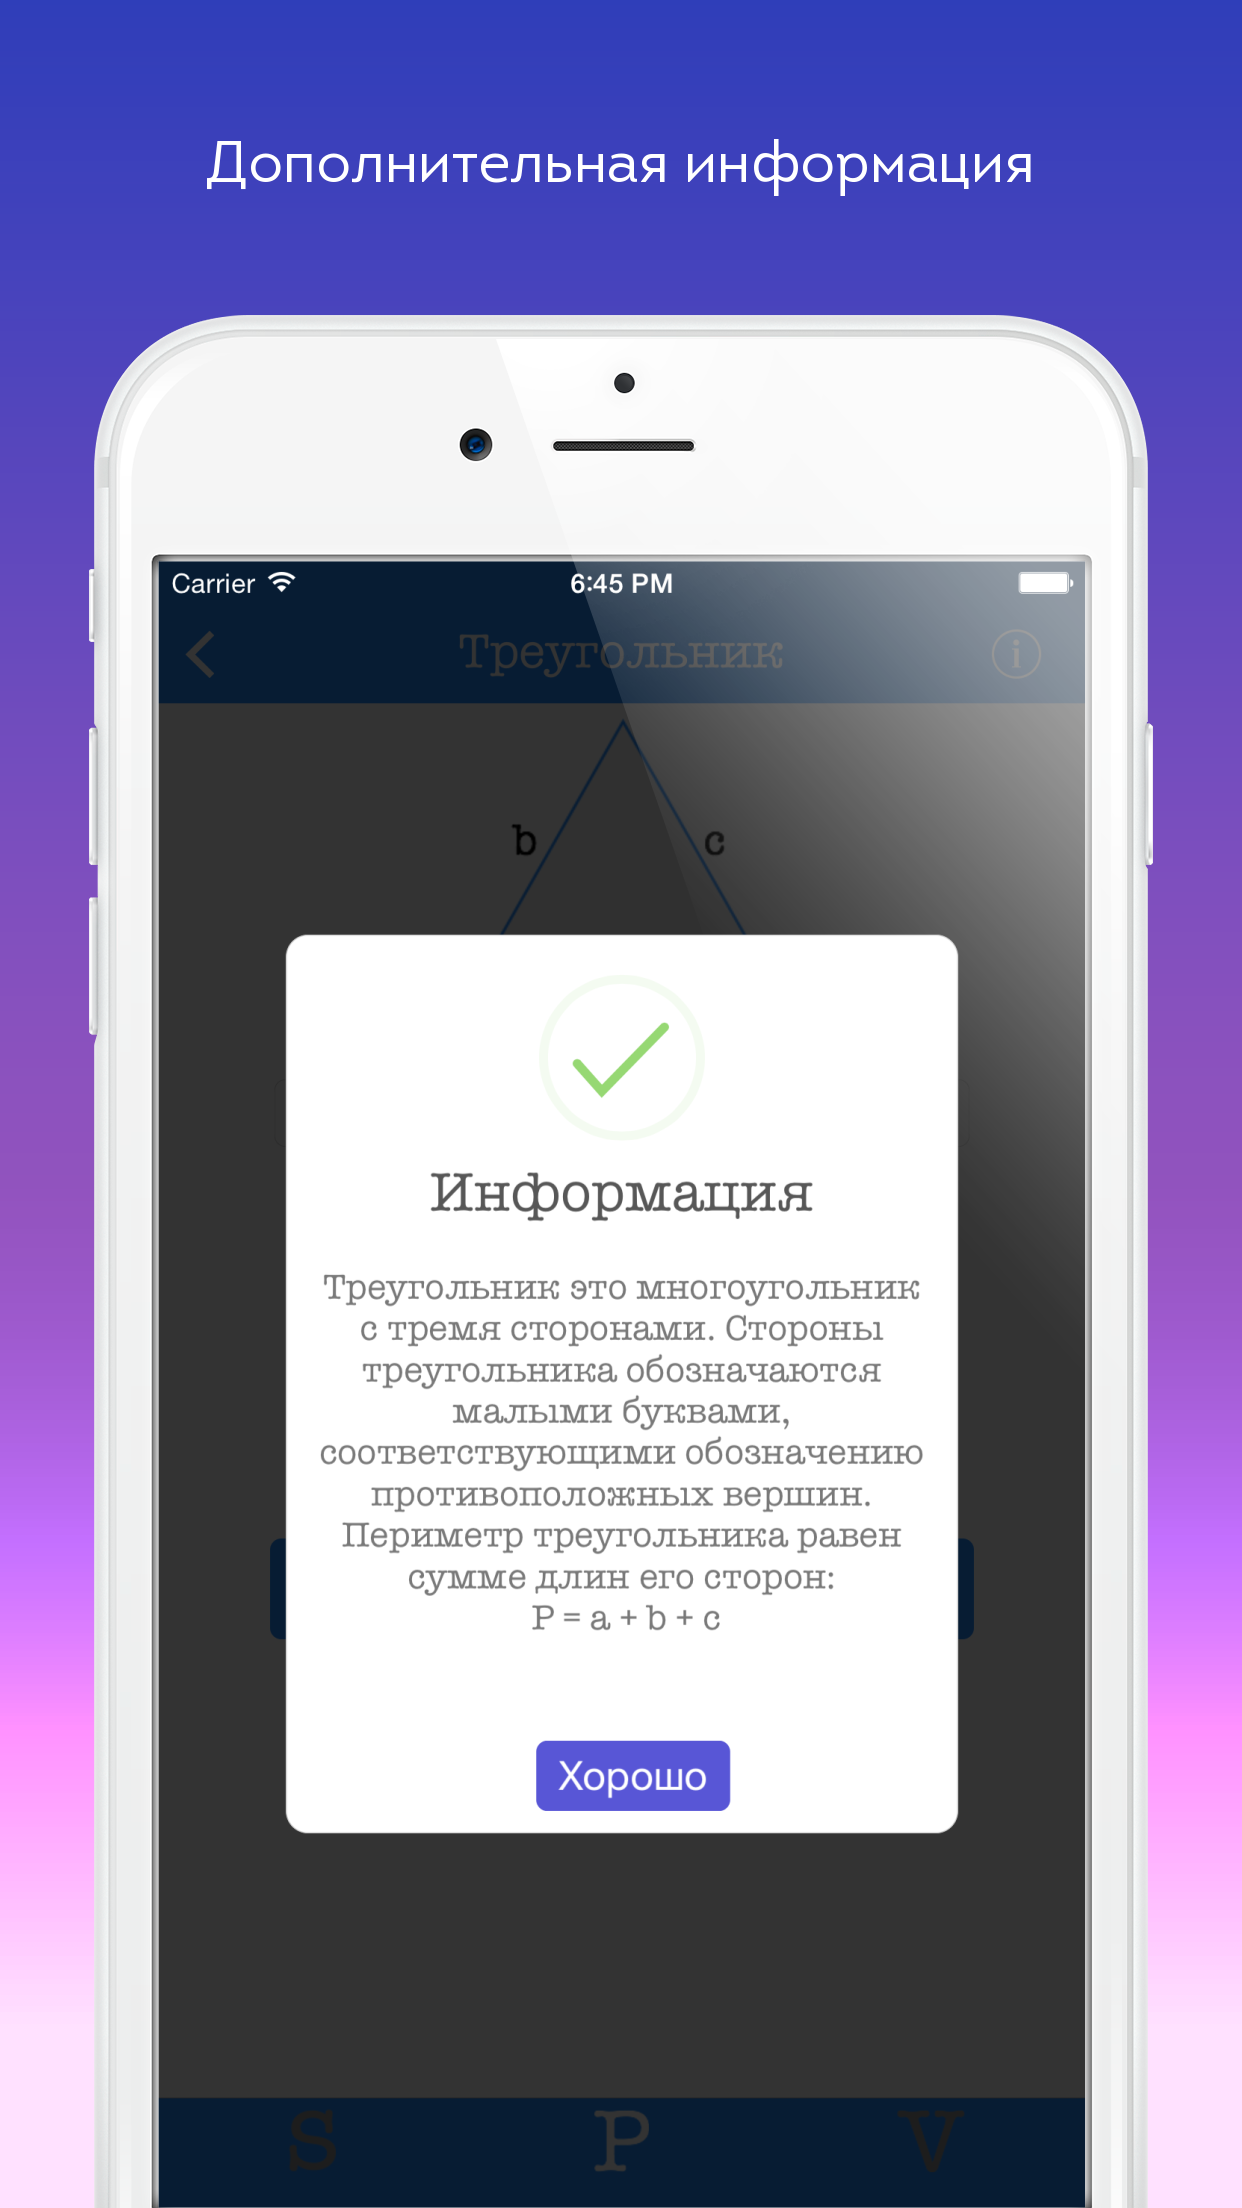 Дополнительная информация
Carrier 6:45 PM
Треугольник
i
b c
Информация
Треугольник это многоугольник
с тремя сторонами. Стороны
треугольника обозначаются
малыми буквами,
соответствующими обозначению
противоположных вершин.
Периметр треугольника равен
сумме длин его сторон:
P = a + b + c
Хорошо
S P V